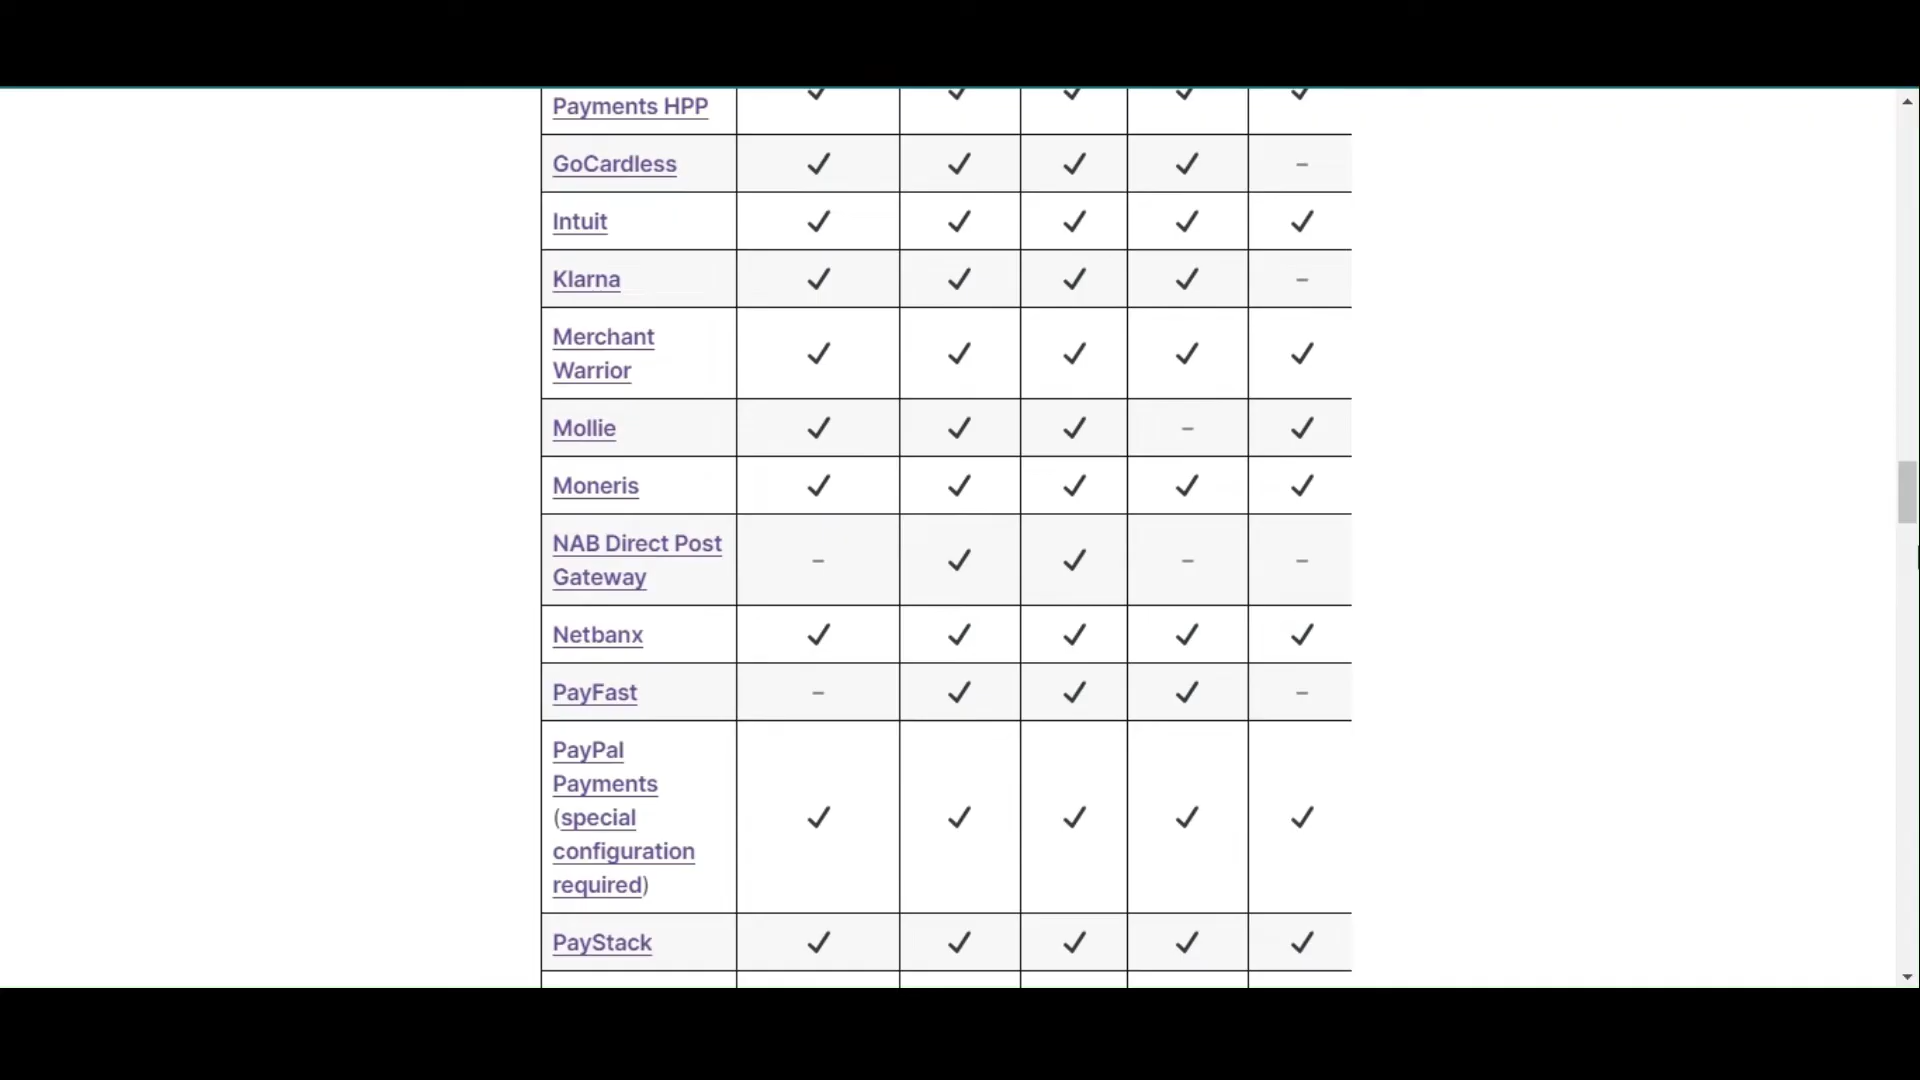 Payments HPP
GoCardless
Intuit
Klarna
Merchant
Warrior
Mollie
Moneris
NAB Direct Post
Gateway
Netbanx
PayFast
PayPal
Payments
(special
configuration
required)
PayStack